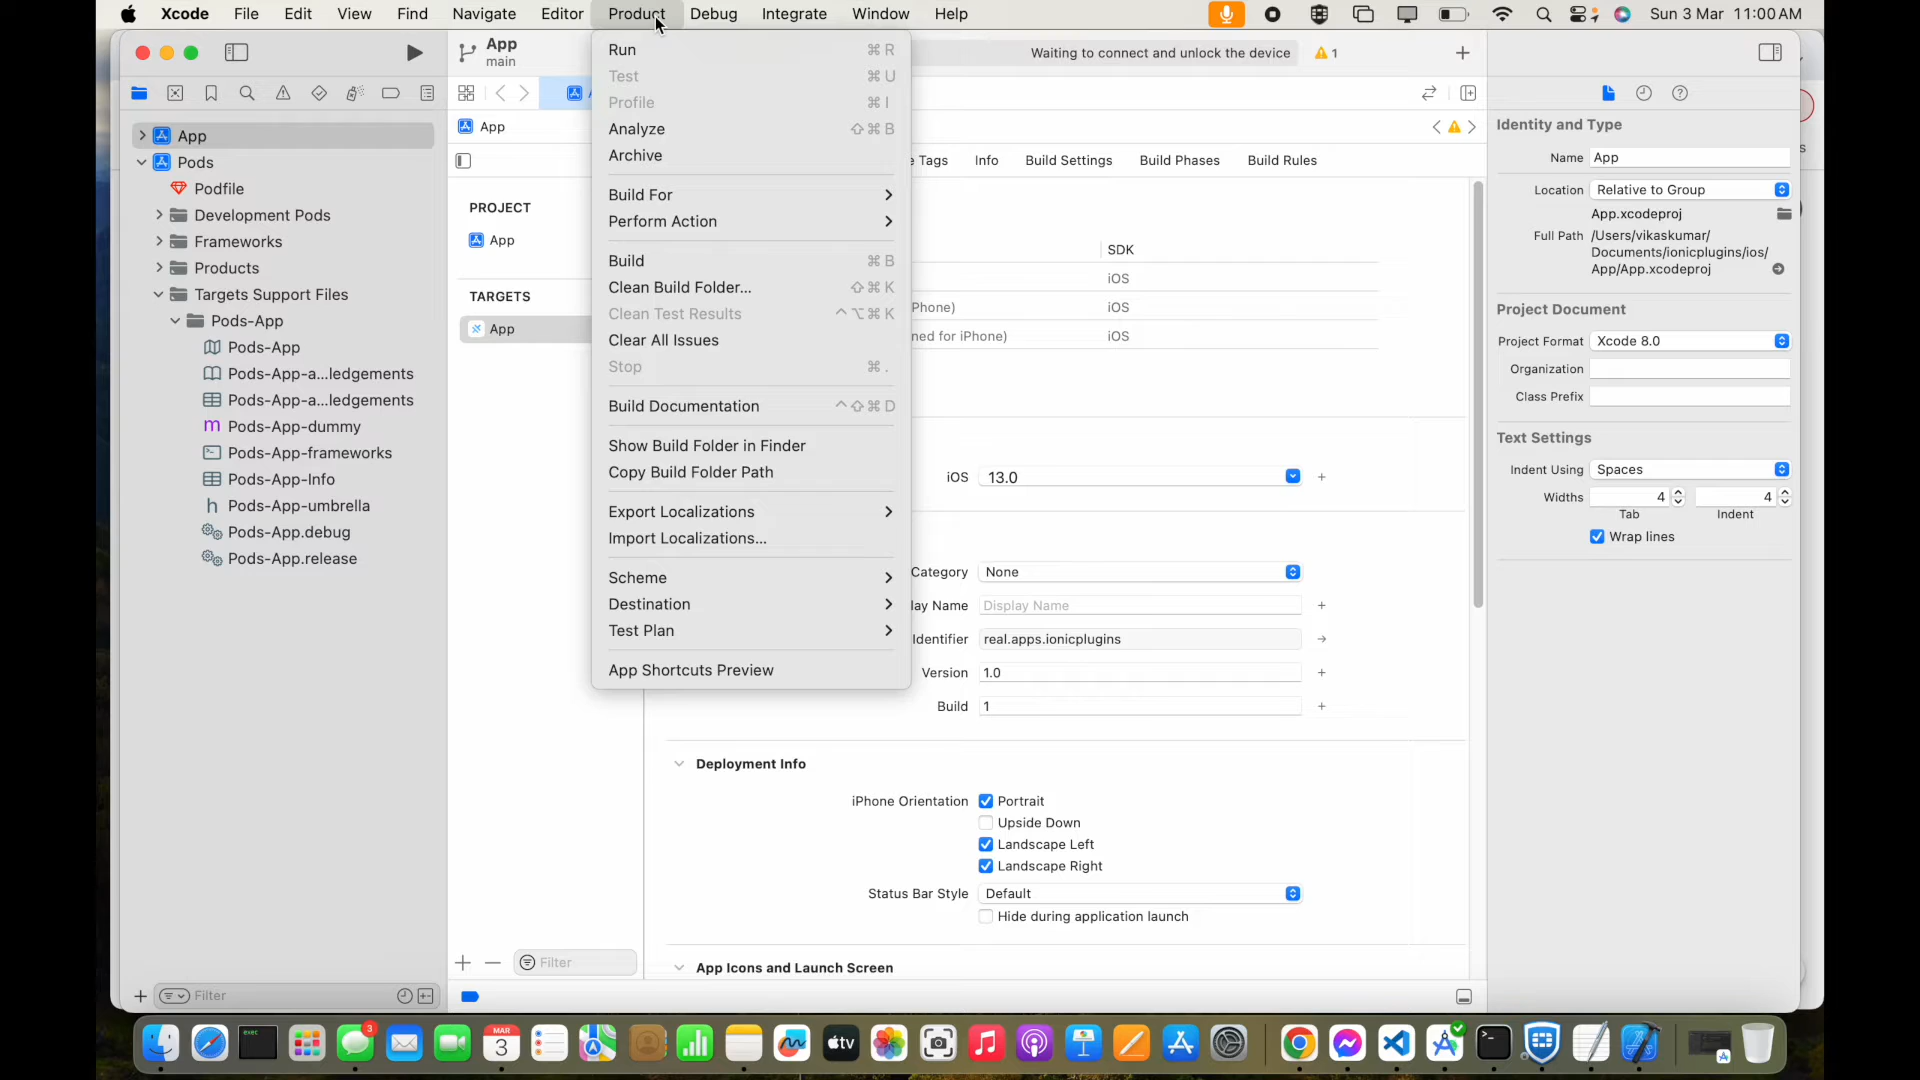 Xcode File Edit View Find Navigate Editor Product Debug Integrate Window Help Sun 3 Mar 11:00 AM
App
main
Waiting to connect and unlock the device
1
App
Pods
Podfile
Development Pods
Frameworks
Products
Targets Support Files
Pods-App
Pods-App
Pods-App-a...ledgements
Pods-App-a...ledgements
Pods-App-dummy
Pods-App-frameworks
Pods-App-Info
Pods-App-umbrella
Pods-App.debug
Pods-App.release
Filter
App
PROJECT
App
TARGETS
App
Filter
Run ⌘ R
Test ⌘ U
Profile ⌘ I
Analyze ⇧ ⌘ B
Archive
Build For
Perform Action
Build ⌘ B
Clean Build Folder... ⇧ ⌘ K
Clean Test Results ^ ⌥ ⌘ K
Clear All Issues
Stop ⌘ .
Build Documentation ^ ⇧ ⌘ D
Show Build Folder in Finder
Copy Build Folder Path
Export Localizations
Import Localizations...
Scheme
Destination
Test Plan
App Shortcuts Preview
e Tags Info Build Settings Build Phases Build Rules
SDK
iOS
Phone) iOS
ned for iPhone) iOS
iOS 13.0
Category None
lay Name Display Name
Identifier real.apps.ionicplugins
Version 1.0
Build 1
Deployment Info
iPhone Orientation Portrait
Upside Down
Landscape Left
Landscape Right
Status Bar Style Default
Hide during application launch
App Icons and Launch Screen
Identity and Type
Name App
Location Relative to Group
App.xcodeproj
Full Path /Users/vikaskumar/
Documents/ionicplugins/ios/
App/App.xcodeproj
Project Document
Project Format Xcode 8.0
Organization
Class Prefix
Text Settings
Indent Using Spaces
Widths 4 4
Tab Indent
Wrap lines
exec
3
MAR
3
tv